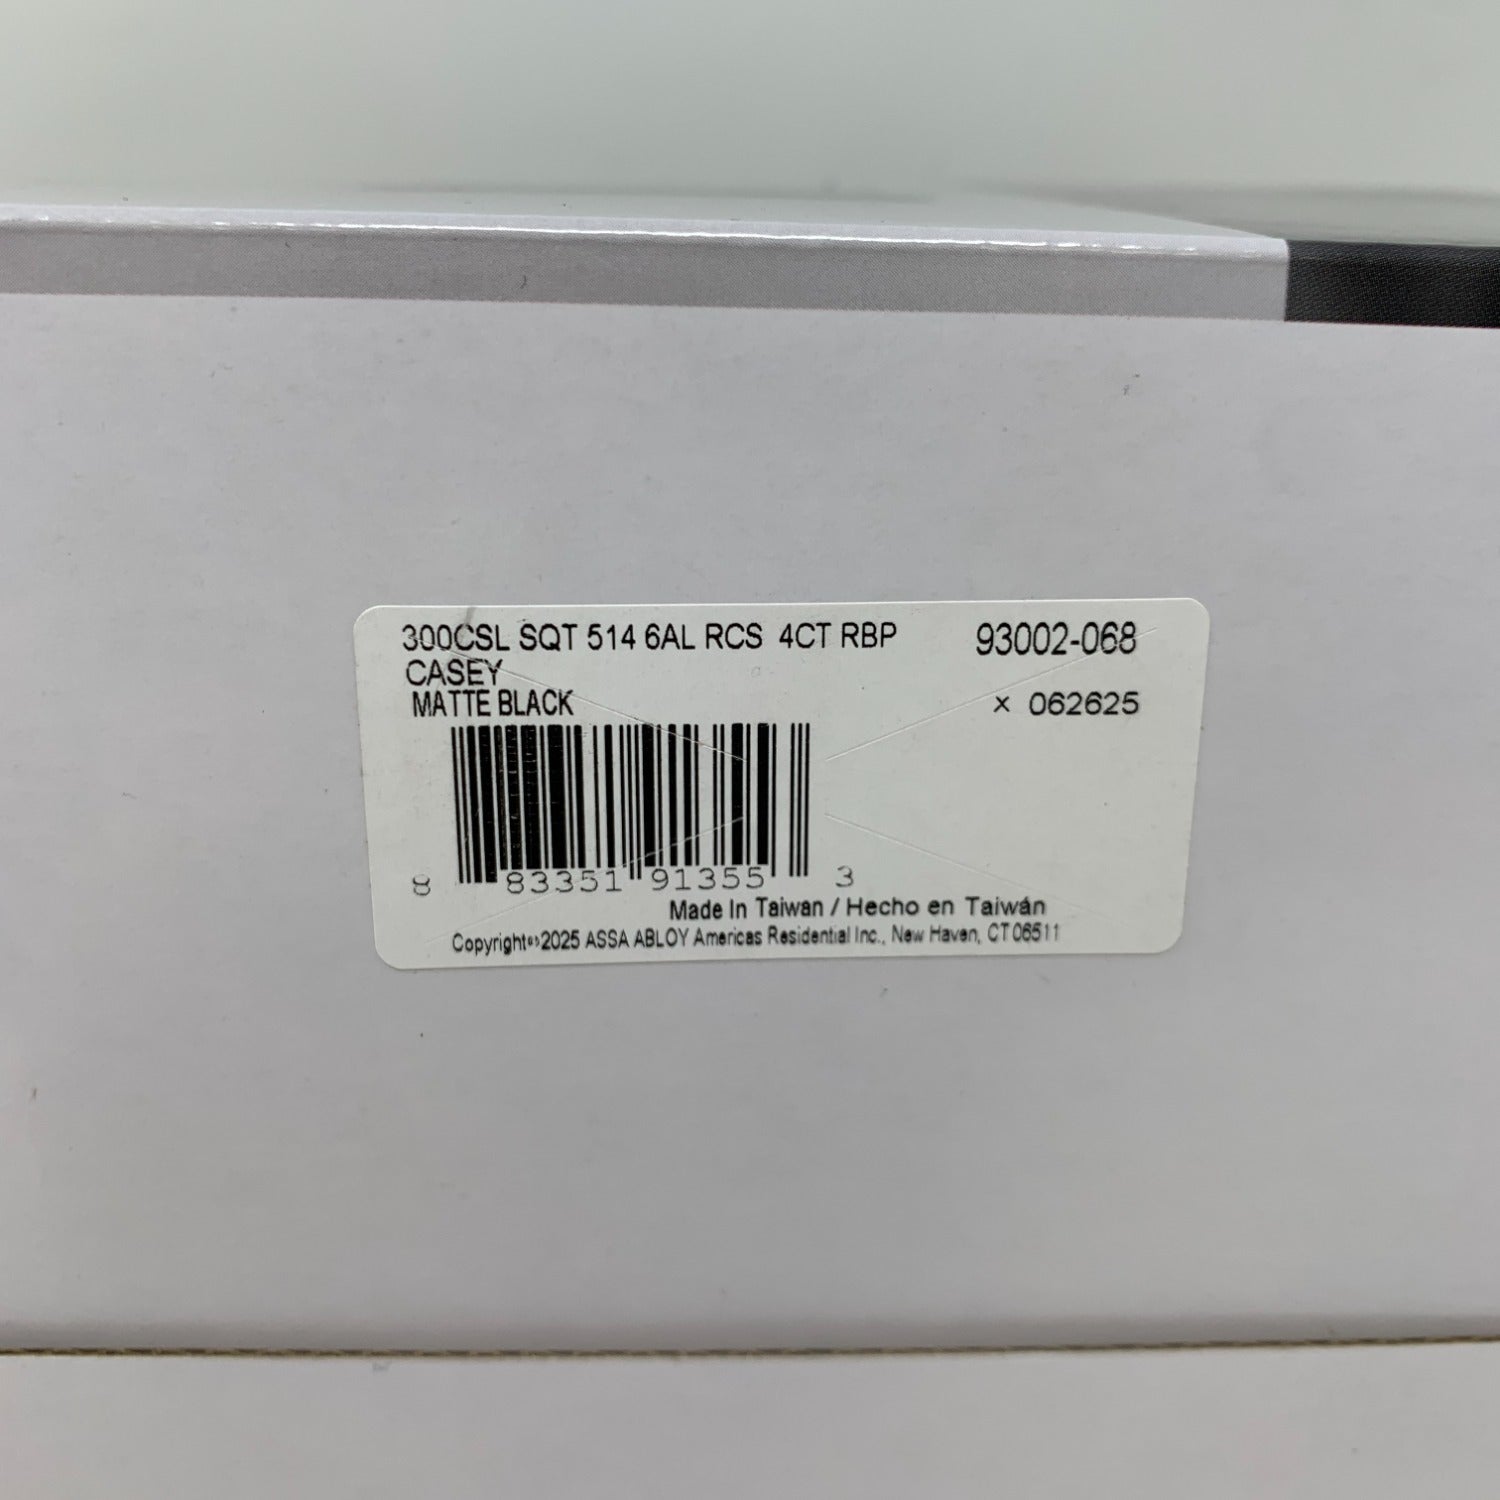 300CSL SQT 514 6AL RCS 4CT RBP 93002-068
CASEY
MATTE BLACK × 062625
8 83351 91355 3
Made In Taiwan / Hecho en Taiwán
Copyright(c) 2025 ASSA ABLOY Americas Residential Inc., New Haven, CT 06511